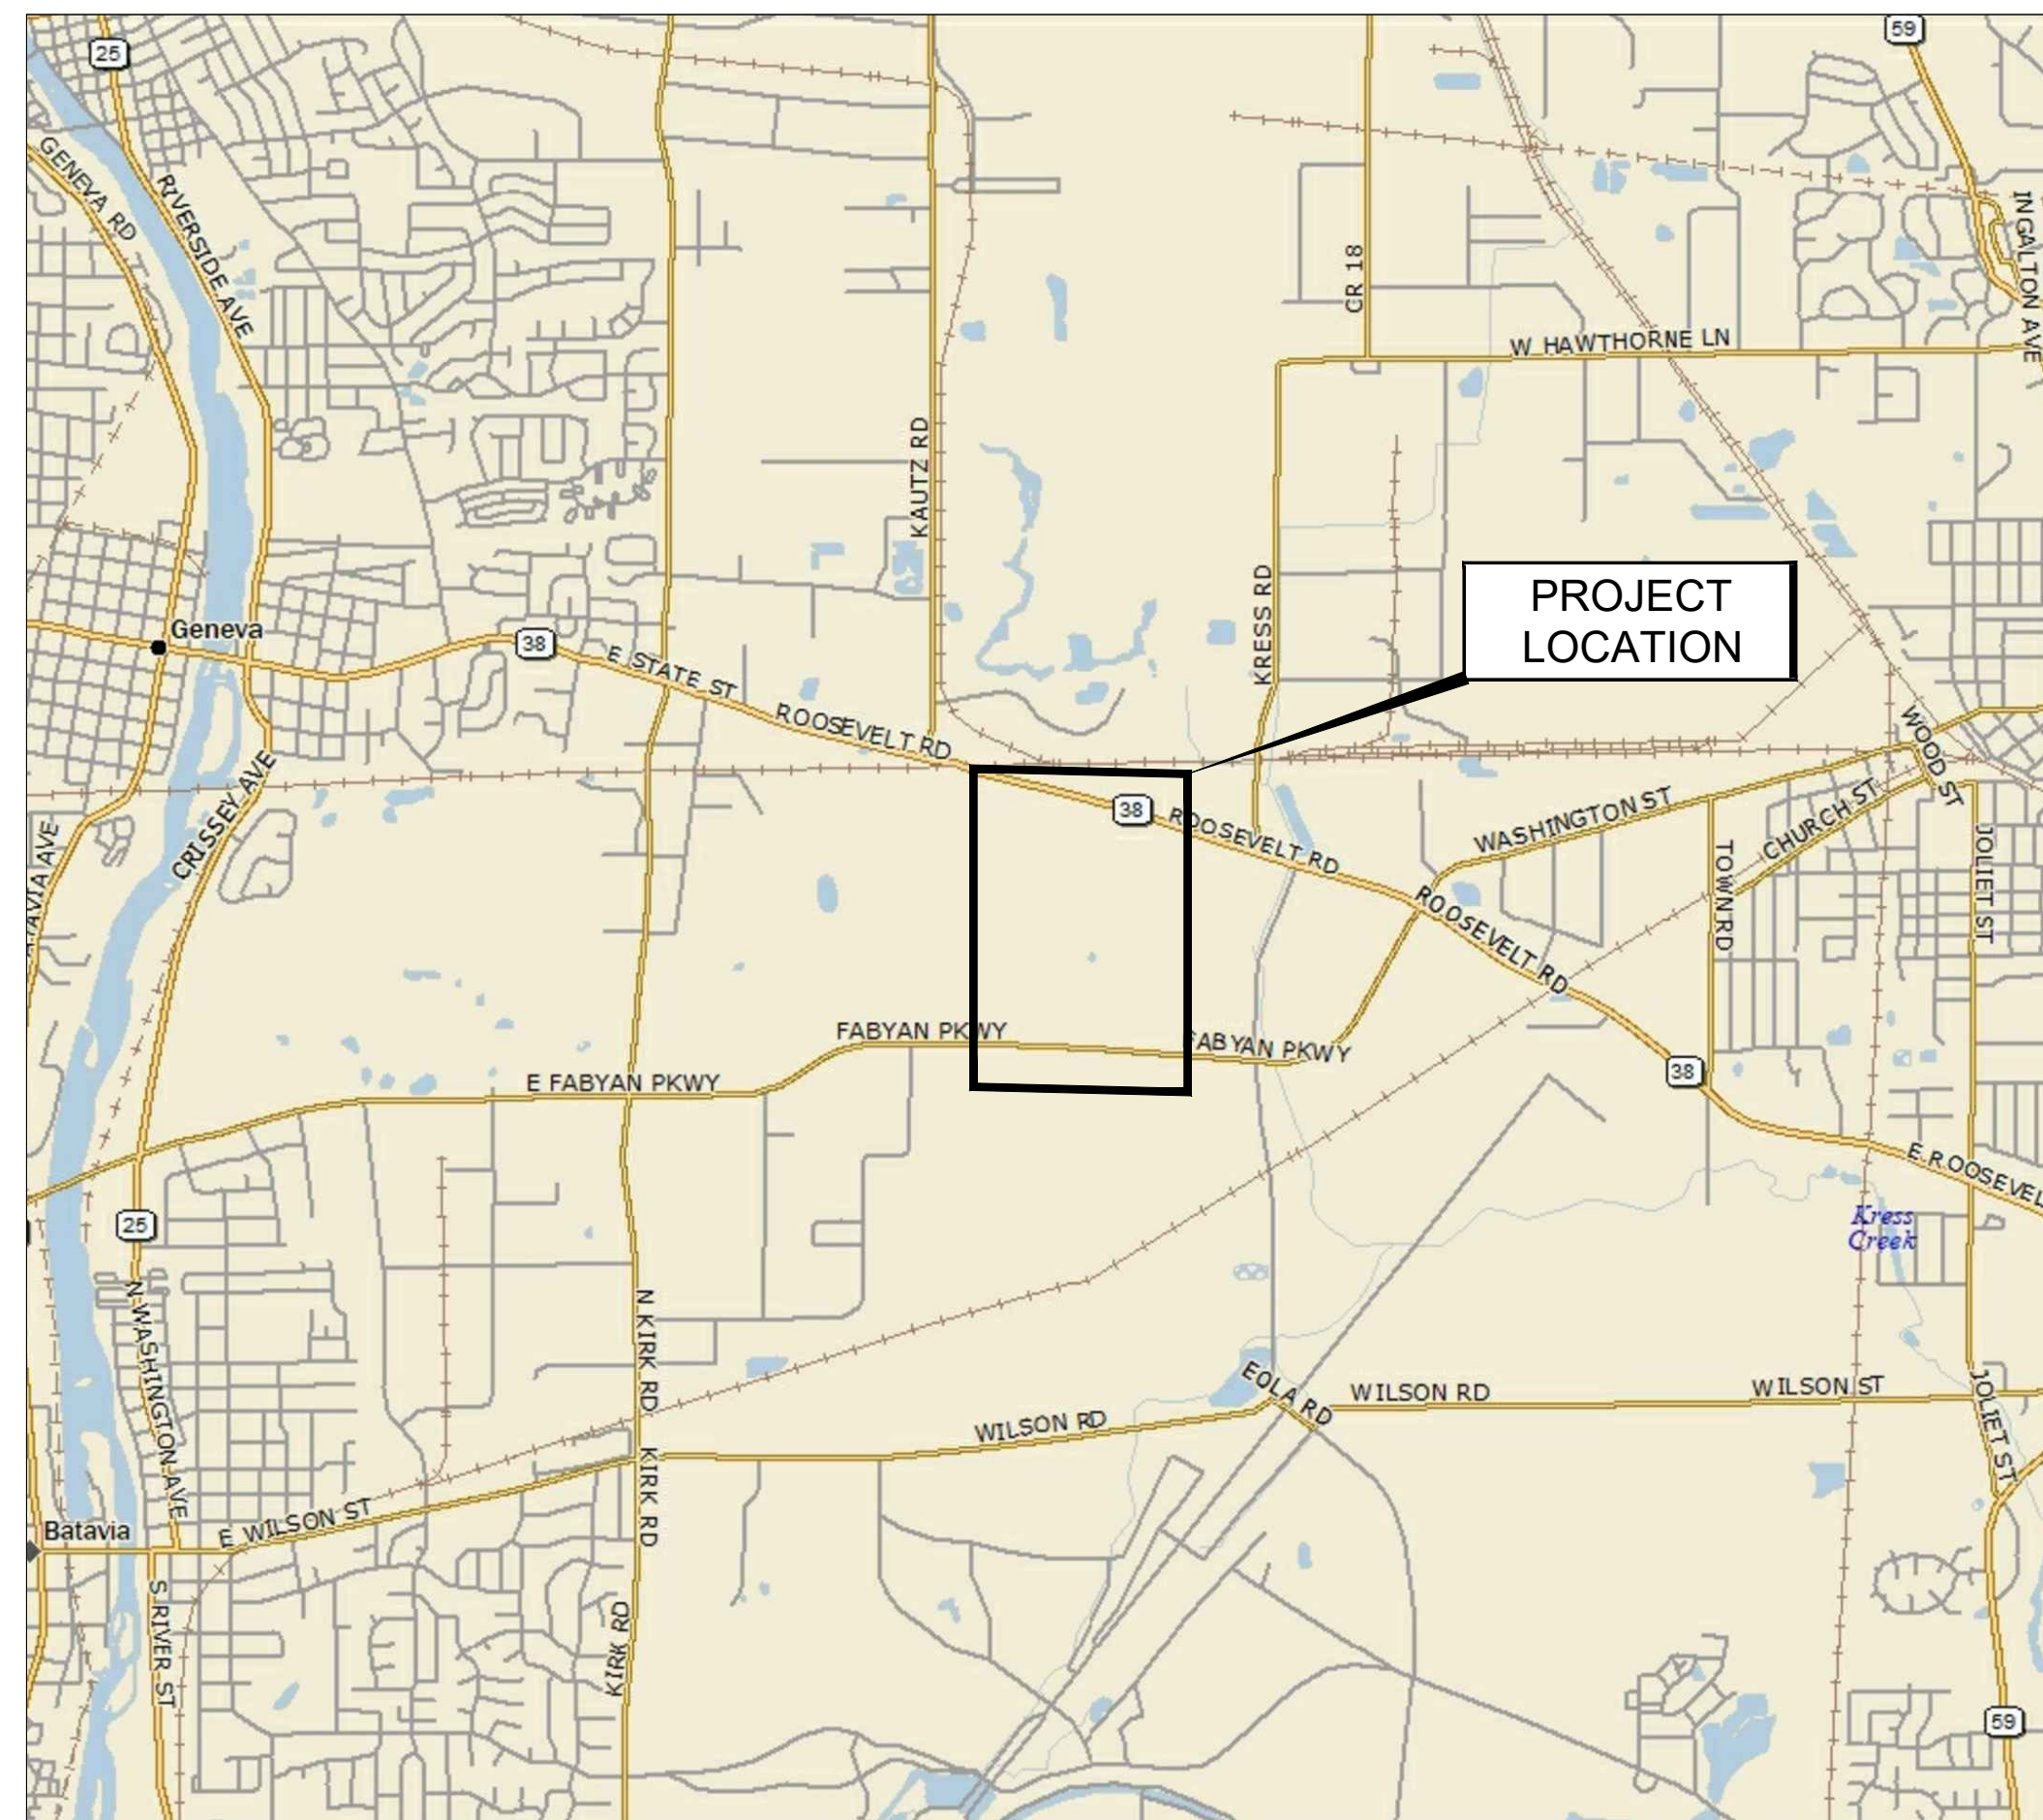 25
59
GENEVA RD
RIVERSIDE AVE
INGALTON AVE
CR 18
W HAWTHORNE LN
KAUTZ RD
KRESS RD
PROJECT
LOCATION
Geneva
38
E STATE ST
ROOSEVELT RD
WOOD ST
CRISSEY AVE
38
ROOSEVELT RD
WASHINGTON ST
CHURCH ST
TOWN RD
JOLIET ST
ATAVIA AVE
ROOSEVELT RD
FABYAN PKWY
FABYAN PKWY
E FABYAN PKWY
38
E ROOSEVEL
25
Kress
Creek
N WASHINGTON AVE
N KIRK RD
EOLA RD
WILSON RD
WILSON ST
WILSON RD
JOLIET ST
KIRK RD
E WILSON ST
Batavia
S RIVER ST
KIRK RD
59